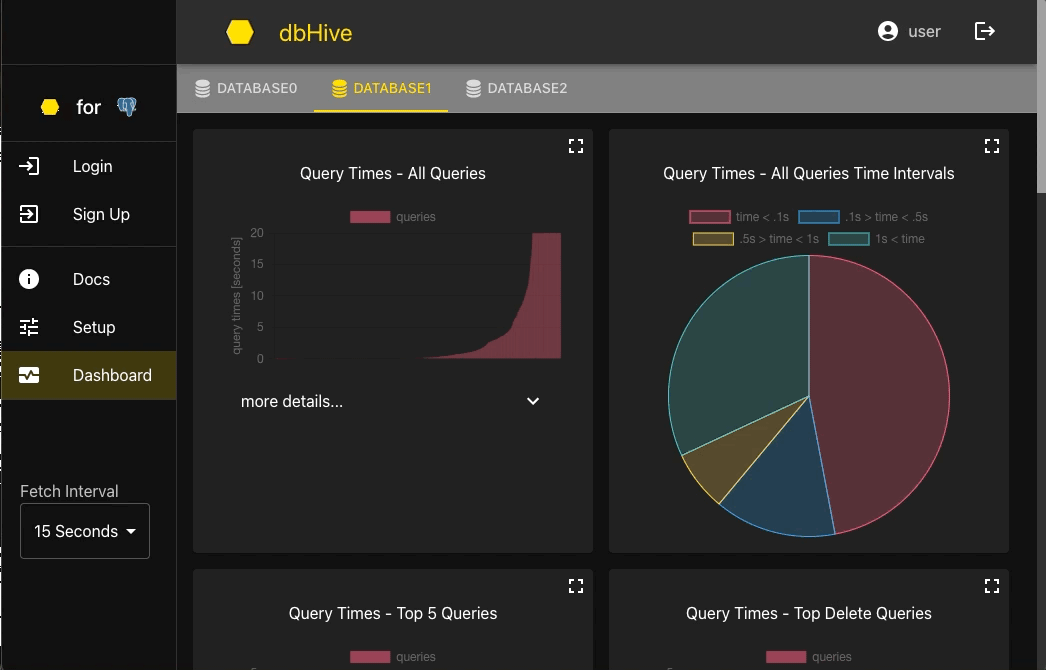 dbHive
user
for
Login
Sign Up
Docs
Setup
Dashboard
Fetch Interval
15 Seconds
DATABASE0 DATABASE1 DATABASE2
Query Times - All Queries
queries
query times [seconds]
20
15
10
5
0
more details...
Query Times - All Queries Time Intervals
time < .1s .1s > time < .5s
.5s > time < 1s 1s < time
Query Times - Top 5 Queries
queries
Query Times - Top Delete Queries
queries